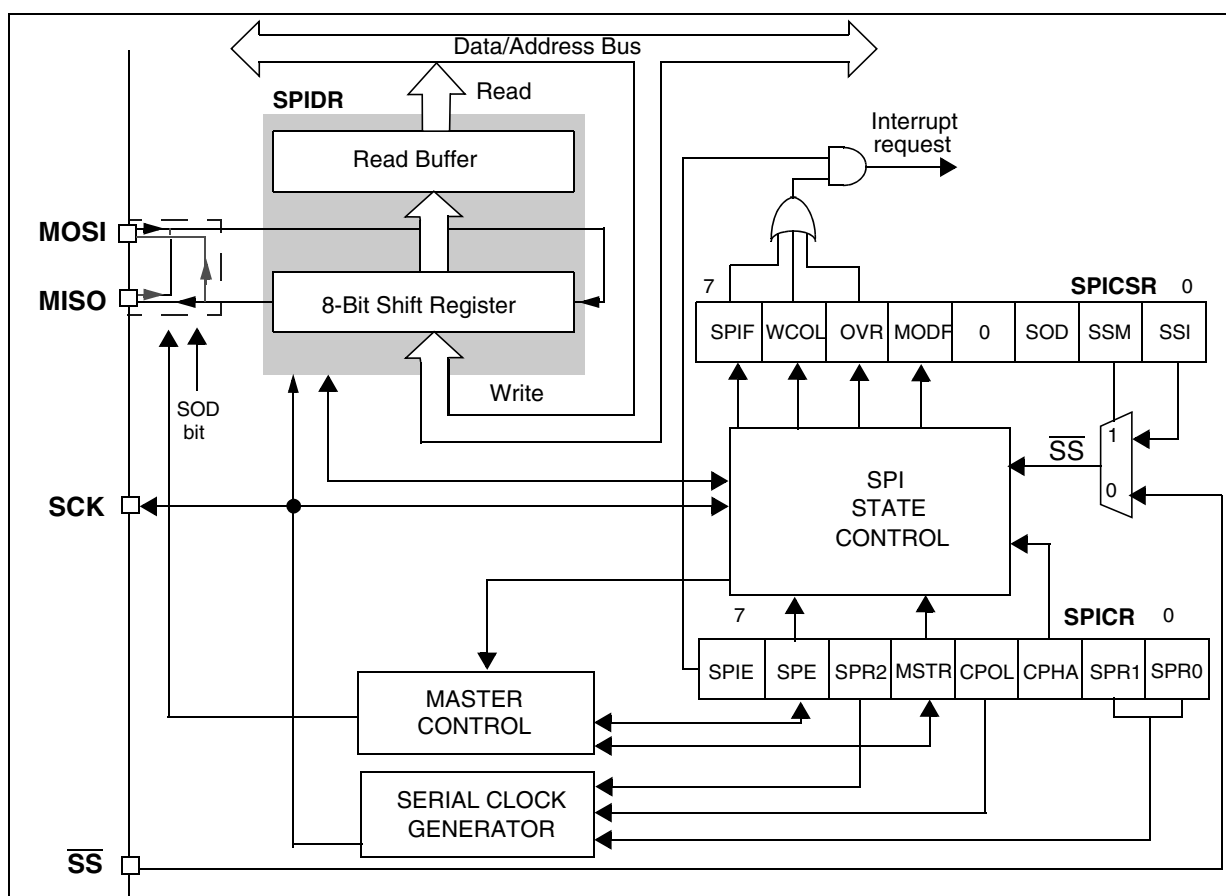 Data/Address Bus
Read
SPIDR
Read Buffer
Interrupt
request
MOSI
MISO
8-Bit Shift Register
7
SPICSR
0
SPIF WCOL OVR MODF 0 SOD SSM SSI
Write
SOD
bit
1
SS
0
SCK
SPI
STATE
CONTROL
7
SPICR
0
SPIE SPE SPR2 MSTR CPOL CPHA SPR1 SPR0
MASTER
CONTROL
SERIAL CLOCK
GENERATOR
SS